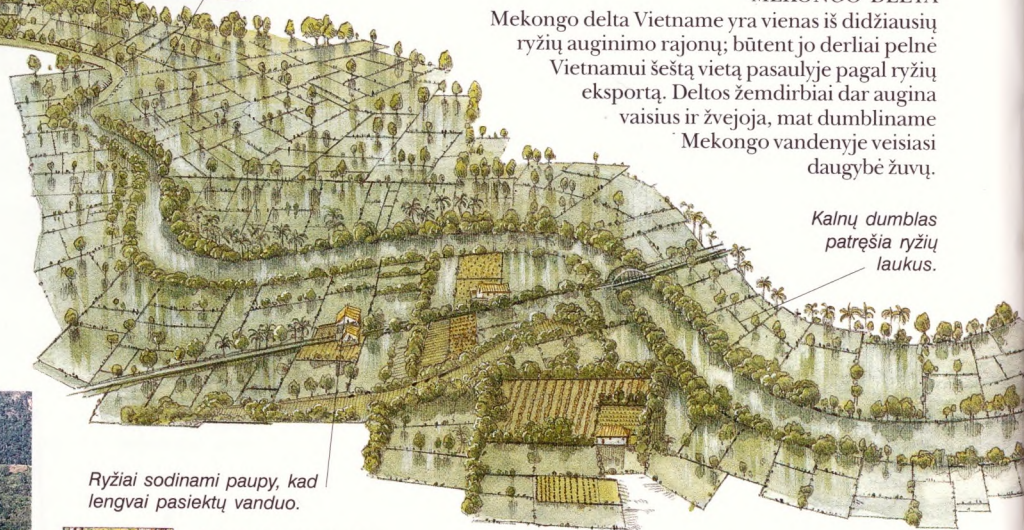 MEKONGO DELTA
Mekongo delta Vietname yra vienas iš didžiausių
ryžių auginimo rajonų; būtent jo derliai pelnė
Vietnamui šeštą vietą pasaulyje pagal ryžių
eksportą. Deltos žemdirbiai dar augina
vaisius ir žvejoja, mat dumbliname
Mekongo vandenyje veisiasi
daugybė žuvų.
Kalnų dumblas
patręšia ryžių
laukus.
Ryžiai sodinami paupy, kad
lengvai pasiektų vanduo.